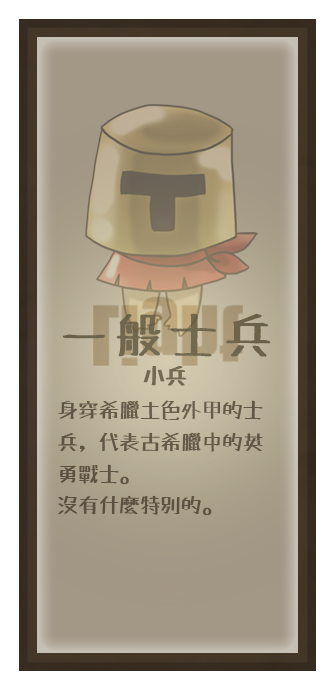 一般士兵
小兵
身穿希臘土色外甲的士
兵，代表古希臘中的英
勇戰士。
沒有什麼特別的。